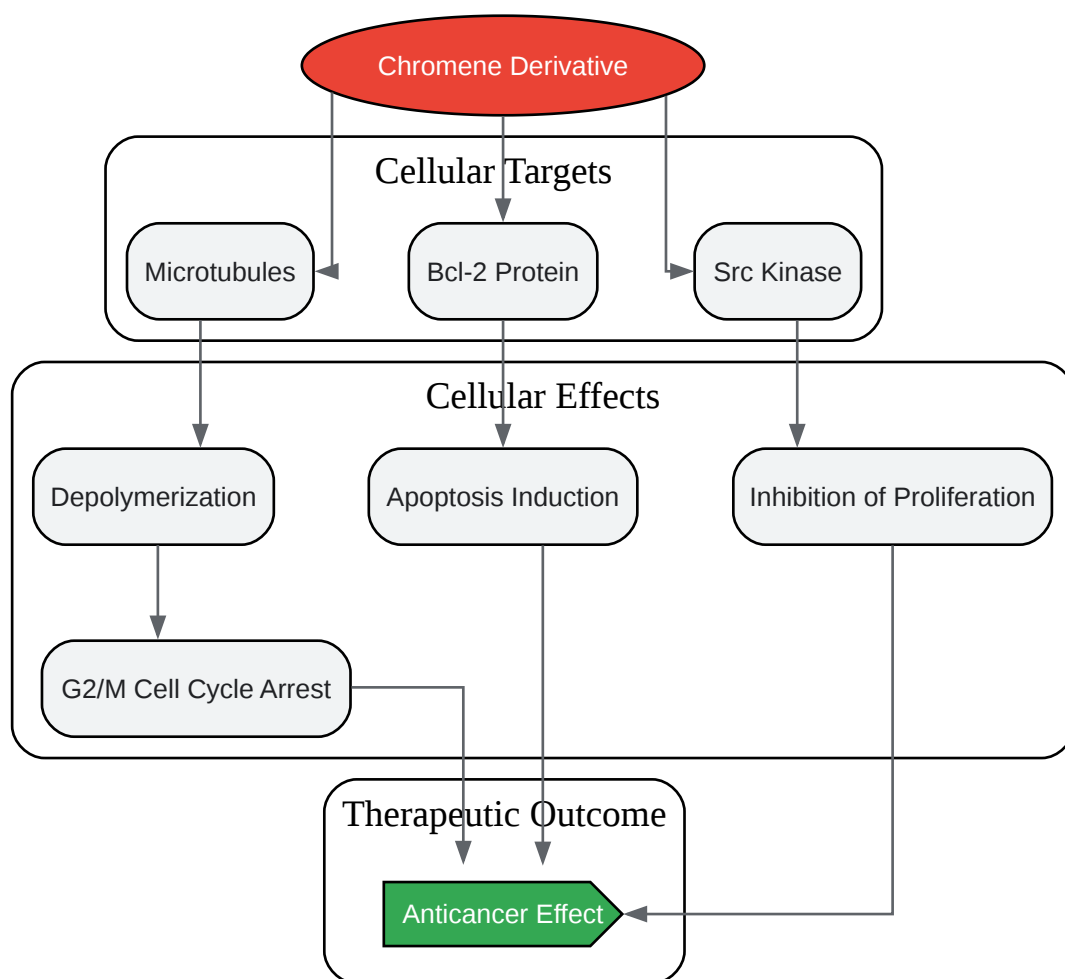 Chromene Derivative
Cellular Targets
Microtubules
Bcl-2 Protein
Src Kinase
Cellular Effects
Depolymerization
Apoptosis Induction
Inhibition of Proliferation
G2/M Cell Cycle Arrest
Therapeutic Outcome
Anticancer Effect